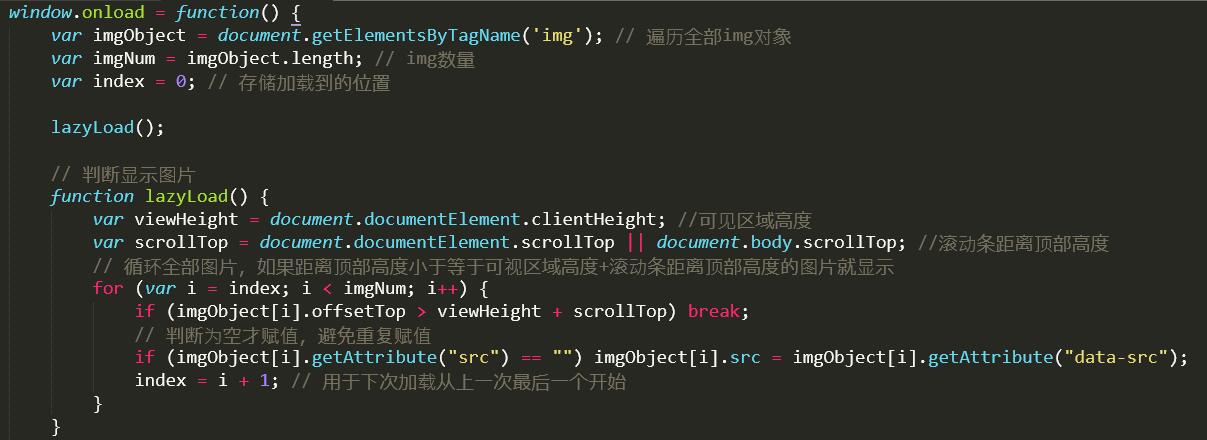 window.onload = function() {
    var imgObject = document.getElementsByTagName('img'); // 遍历全部img对象
    var imgNum = imgObject.length; // img数量
    var index = 0; // 存储加载到的位置

    lazyLoad();

    // 判断显示图片
    function lazyLoad() {
        var viewHeight = document.documentElement.clientHeight; //可见区域高度
        var scrollTop = document.documentElement.scrollTop || document.body.scrollTop; //滚动条距离顶部高度
        // 循环全部图片，如果距离顶部高度小于等于可视区域高度+滚动条距离顶部高度的图片就显示
        for (var i = index; i < imgNum; i++) {
            if (imgObject[i].offsetTop > viewHeight + scrollTop) break;
            // 判断为空才赋值，避免重复赋值
            if (imgObject[i].getAttribute("src") == "") imgObject[i].src = imgObject[i].getAttribute("data-src");
            index = i + 1; // 用于下次加载从上一次最后一个开始
        }
    }